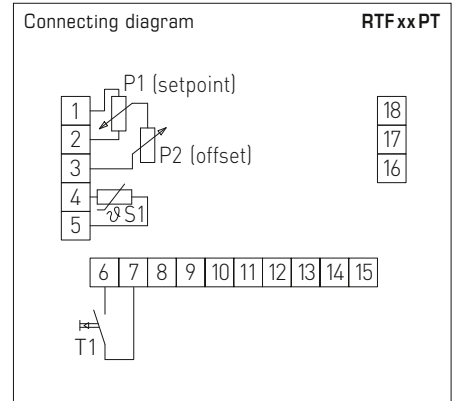 Connecting diagram RTF xx PT
P1 (setpoint)
1
2
3
4
5
P2 (offset)
ϑ S1
18
17
16
6 7 8 9 10 11 12 13 14 15
T1